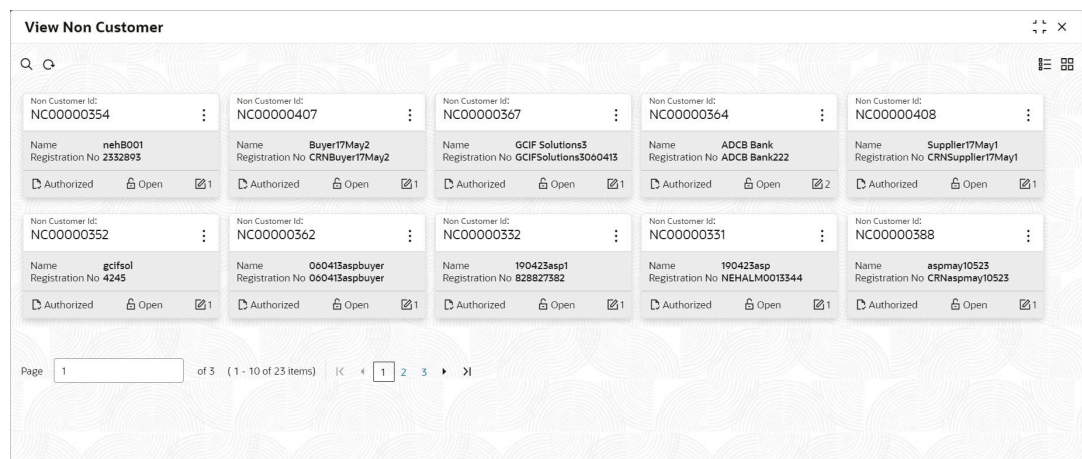 View Non Customer
Non Customer Id: Non Customer Id: Non Customer Id: Non Customer Id: Non Customer Id:
NC00000354 NC00000407 NC00000367 NC00000364 NC00000408
Name nehB001 Name Buyer17May2 Name GCIF Solutions3 Name ADCB Bank Name Supplier17May1
Registration No 2332893 Registration No CRNBuyer17May2 Registration No GCIFSolutions3060413 Registration No ADCB Bank222 Registration No CRNSupplier17May1
Authorized Open 1 Authorized Open 1 Authorized Open 1 Authorized Open 2 Authorized Open 1
Non Customer Id: Non Customer Id: Non Customer Id: Non Customer Id: Non Customer Id:
NC00000352 NC00000362 NC00000332 NC00000331 NC00000388
Name gcifsol Name 060413aspbuyer Name 190423asp1 Name 190423asp Name aspmay10523
Registration No 4245 Registration No 060413aspbuyer Registration No 828827382 Registration No NEHALM0013344 Registration No CRNaspmay10523
Authorized Open 1 Authorized Open 1 Authorized Open 1 Authorized Open 1 Authorized Open 1
Page 1 of 3 (1 - 10 of 23 items) 1 2 3